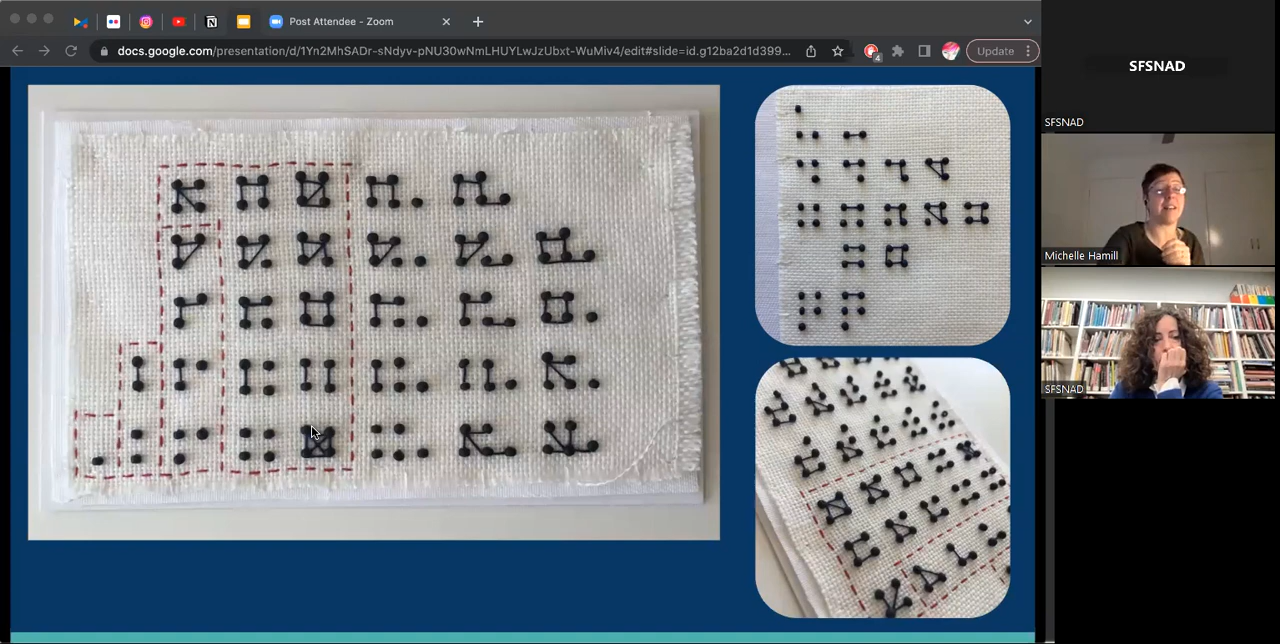 Post Attendee - Zoom
docs.google.com/presentation/d/1Yn2MhSADr-sNdyv-pNU30wNmLHUYLwJzUbxt-WuMiv4/edit#slide=id.g12ba2d1d399...
4
Update
SFSNAD
SFSNAD
Michelle Hamill
SFSNAD